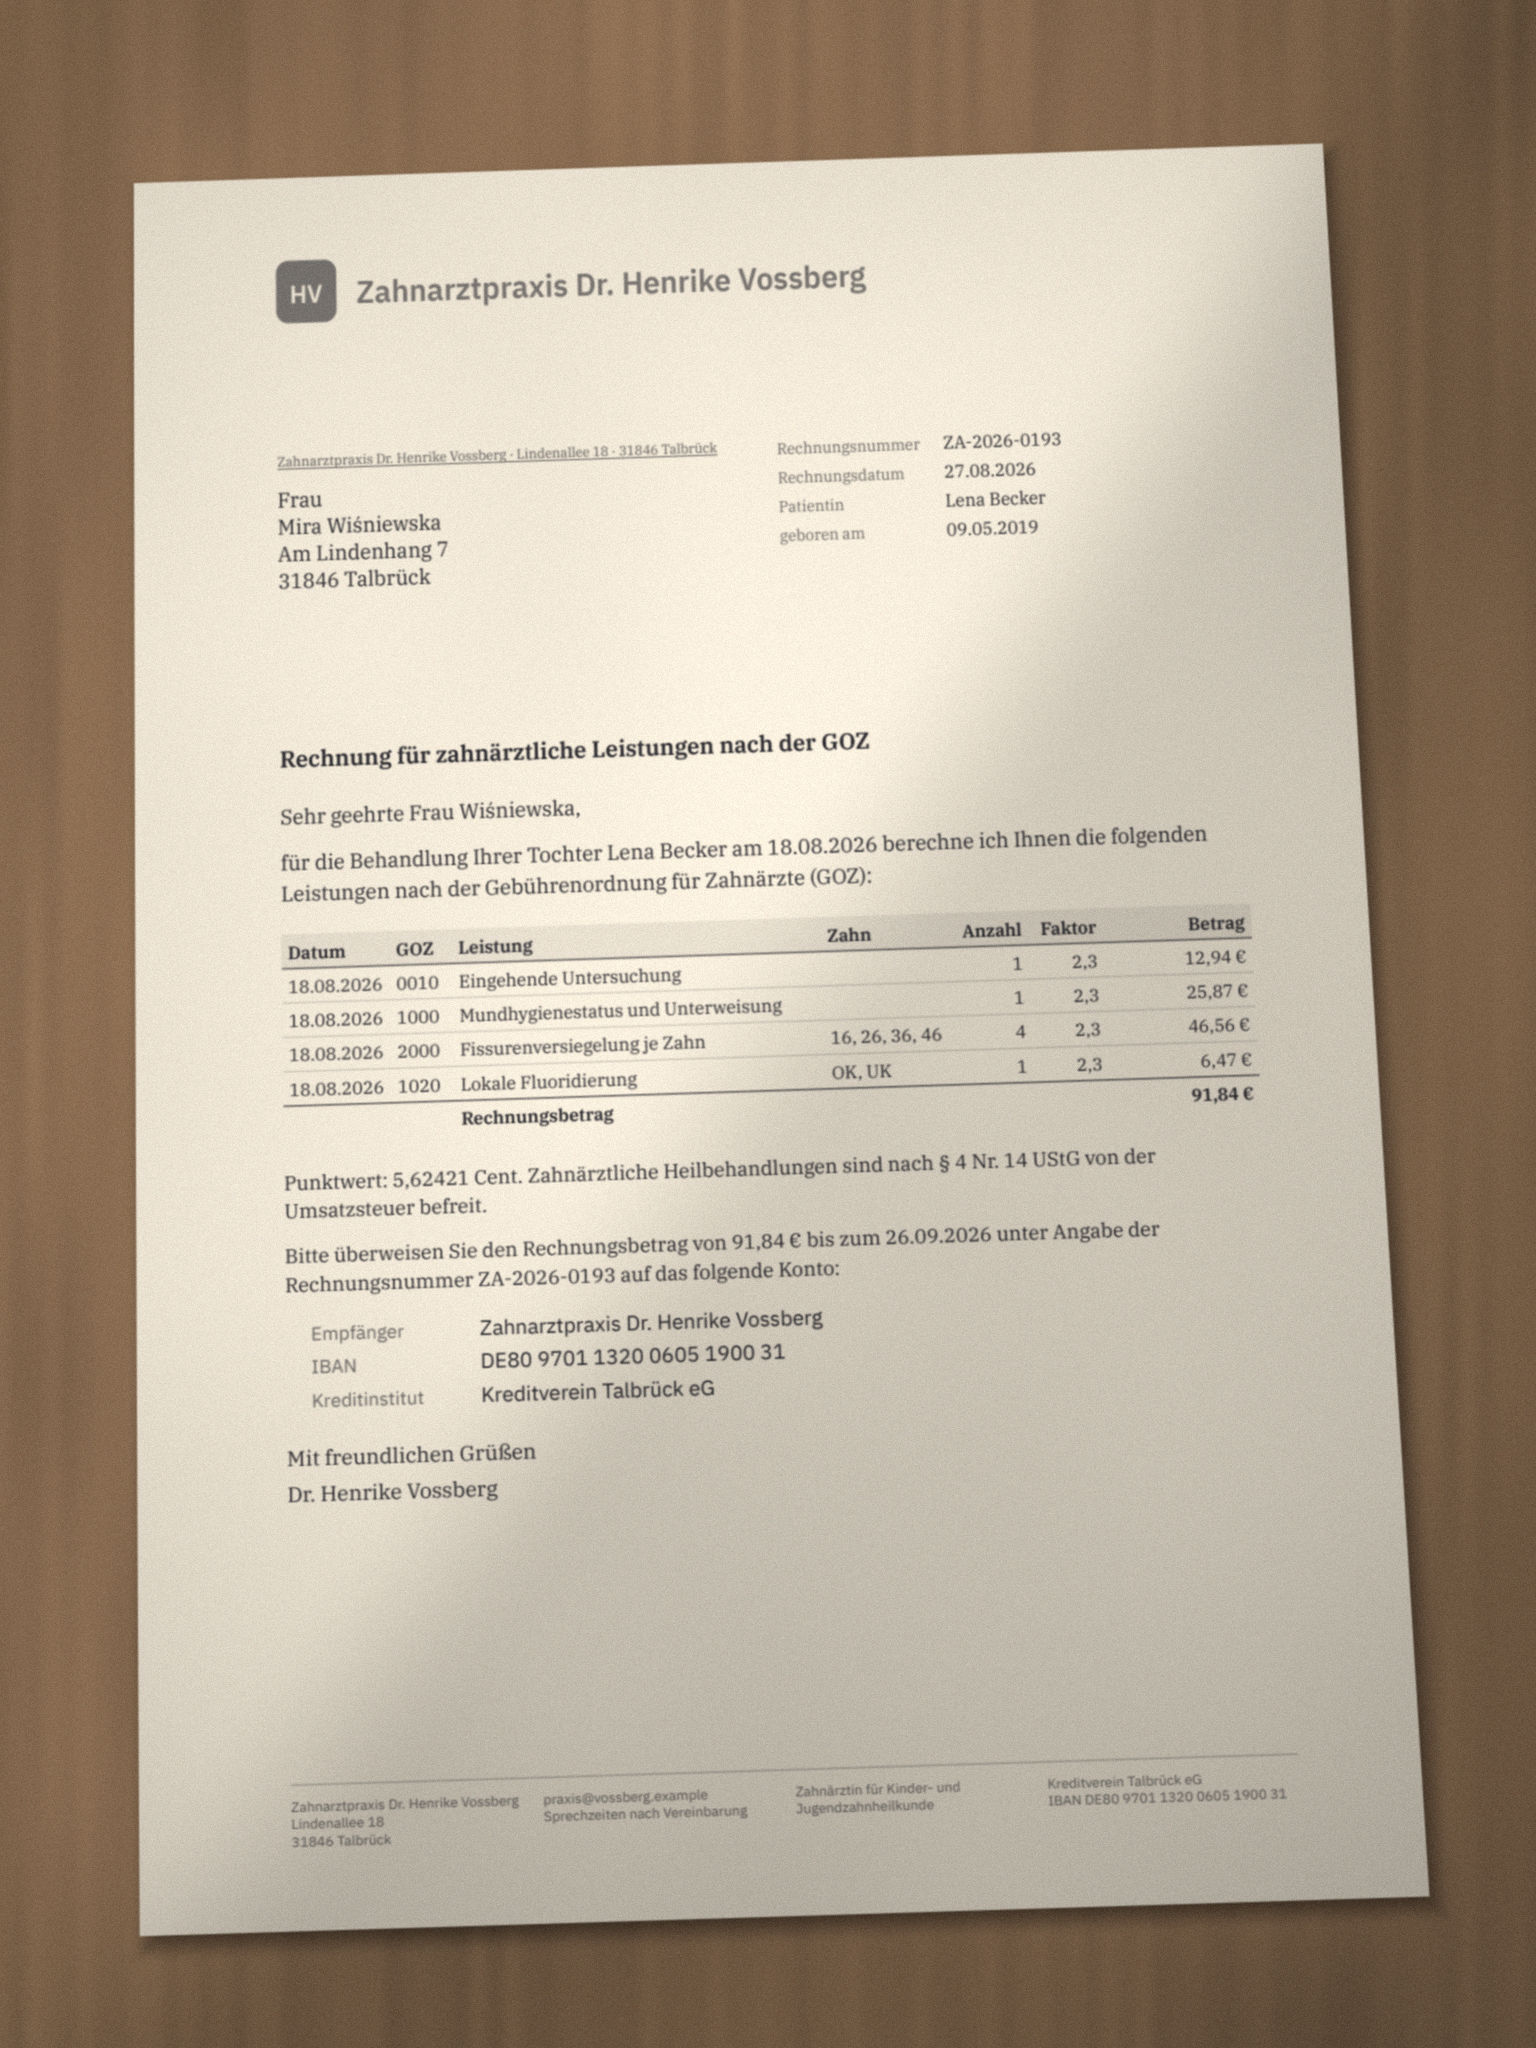 HV
Zahnarztpraxis Dr. Henrike Vossberg
Zahnarztpraxis Dr. Henrike Vossberg · Lindenallee 18 · 31846 Talbrück
Frau
Mira Wiśniewska
Am Lindenhang 7
31846 Talbrück
Rechnungsnummer ZA-2026-0193
Rechnungsdatum 27.08.2026
Patientin Lena Becker
geboren am 09.05.2019
Rechnung für zahnärztliche Leistungen nach der GOZ
Sehr geehrte Frau Wiśniewska,
für die Behandlung Ihrer Tochter Lena Becker am 18.08.2026 berechne ich Ihnen die folgenden
Leistungen nach der Gebührenordnung für Zahnärzte (GOZ):
Datum GOZ Leistung Zahn Anzahl Faktor Betrag
18.08.2026 0010 Eingehende Untersuchung 1 2,3 12,94 €
18.08.2026 1000 Mundhygienestatus und Unterweisung 1 2,3 25,87 €
18.08.2026 2000 Fissurenversiegelung je Zahn 16, 26, 36, 46 4 2,3 46,56 €
18.08.2026 1020 Lokale Fluoridierung OK, UK 1 2,3 6,47 €
Rechnungsbetrag 91,84 €
Punktwert: 5,62421 Cent. Zahnärztliche Heilbehandlungen sind nach § 4 Nr. 14 UStG von der
Umsatzsteuer befreit.
Bitte überweisen Sie den Rechnungsbetrag von 91,84 € bis zum 26.09.2026 unter Angabe der
Rechnungsnummer ZA-2026-0193 auf das folgende Konto:
Empfänger Zahnarztpraxis Dr. Henrike Vossberg
IBAN DE80 9701 1320 0605 1900 31
Kreditinstitut Kreditverein Talbrück eG
Mit freundlichen Grüßen
Dr. Henrike Vossberg
Zahnarztpraxis Dr. Henrike Vossberg
Lindenallee 18
31846 Talbrück
praxis@vossberg.example
Sprechzeiten nach Vereinbarung
Zahnärztin für Kinder- und
Jugendzahnheilkunde
Kreditverein Talbrück eG
IBAN DE80 9701 1320 0605 1900 31